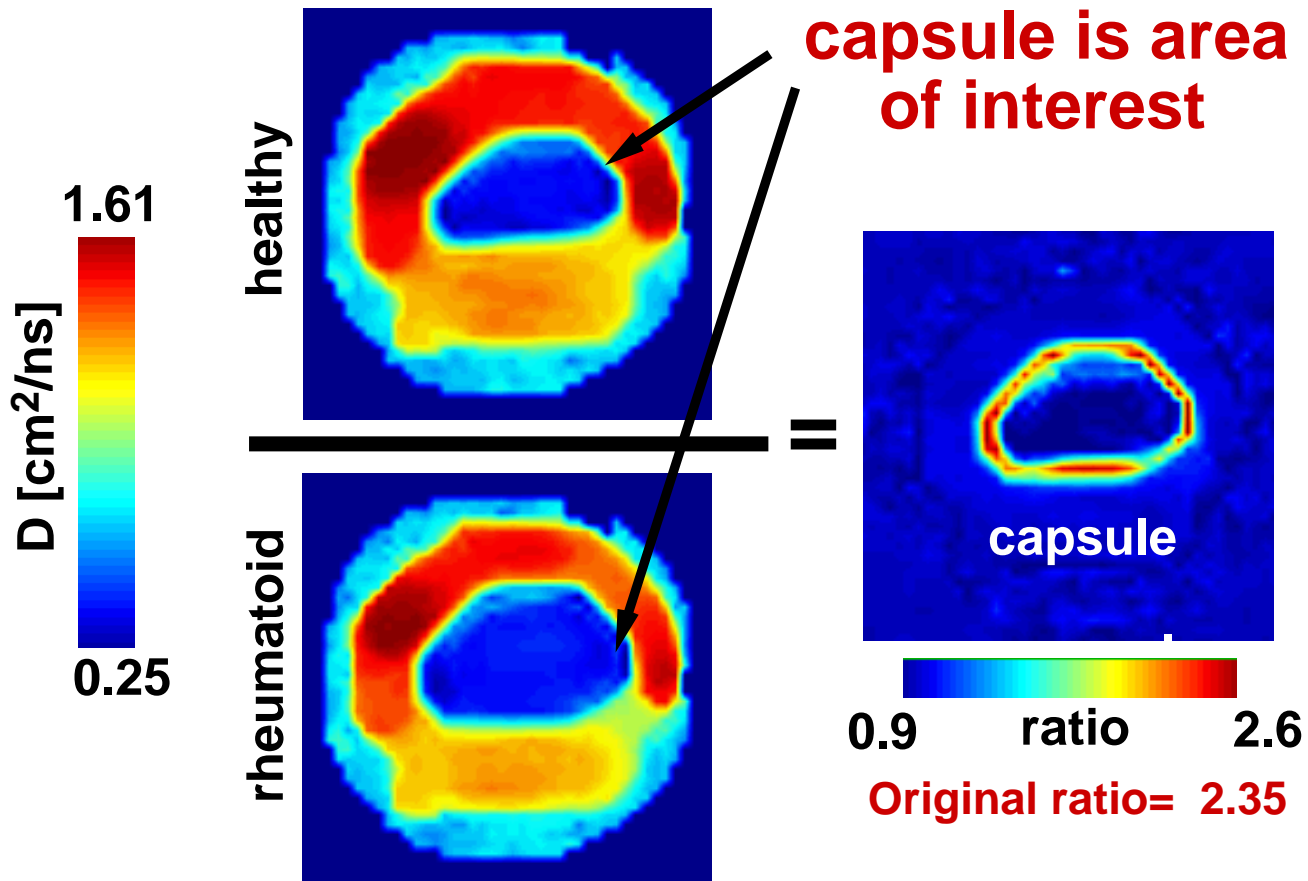 capsule is area
of interest
healthy
1.61
D [cm²/ns]
0.25
=
rheumatoid
capsule
0.9 ratio 2.6
Original ratio= 2.35